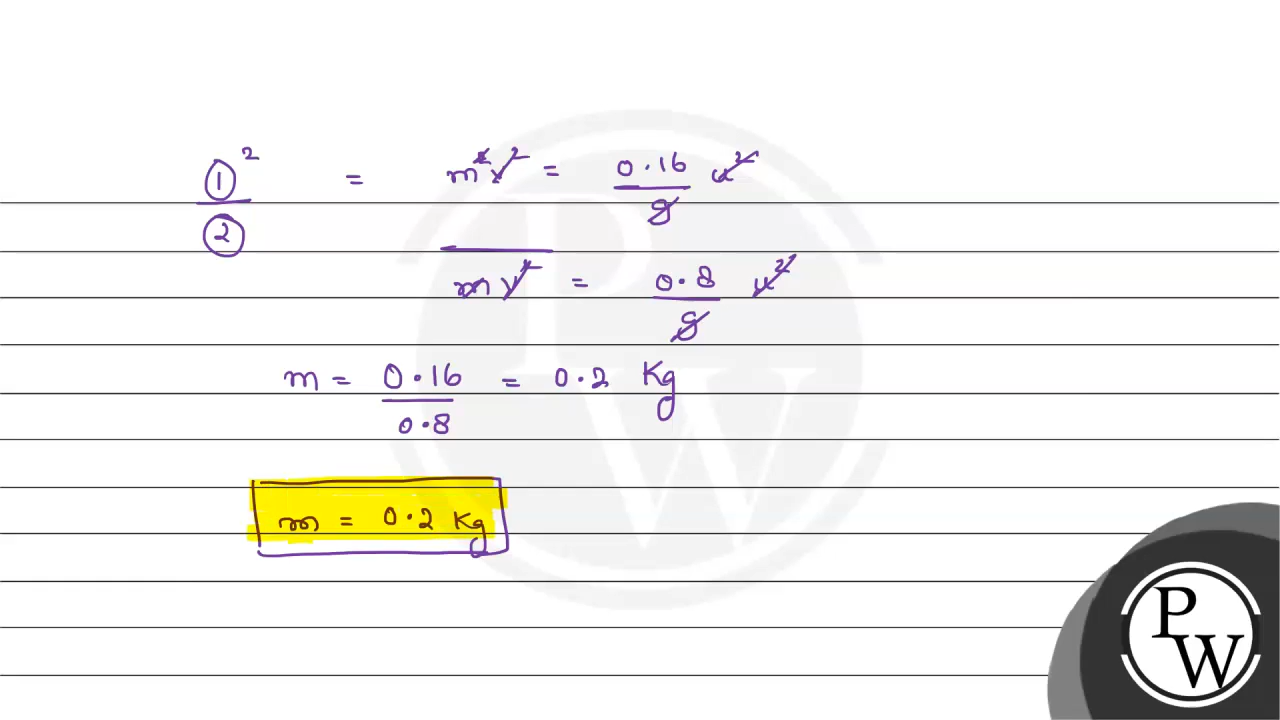 ①² / ② = m²v² = 0.16/g u²
mv² = 0.8/g u²
m = 0.16/0.8 = 0.2 Kg
m = 0.2 Kg
PW
PW